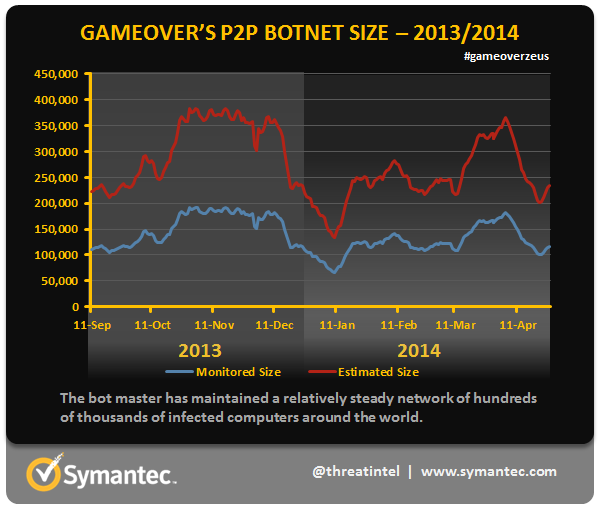 GAMEOVER'S P2P BOTNET SIZE – 2013/2014
#gameoverzeus
450,000
400,000
350,000
300,000
250,000
200,000
150,000
100,000
50,000
0
11-Sep 11-Oct 11-Nov 11-Dec 11-Jan 11-Feb 11-Mar 11-Apr
2013 2014
Monitored Size Estimated Size
The bot master has maintained a relatively steady network of hundreds
of thousands of infected computers around the world.
Symantec™ @threatintel | www.symantec.com